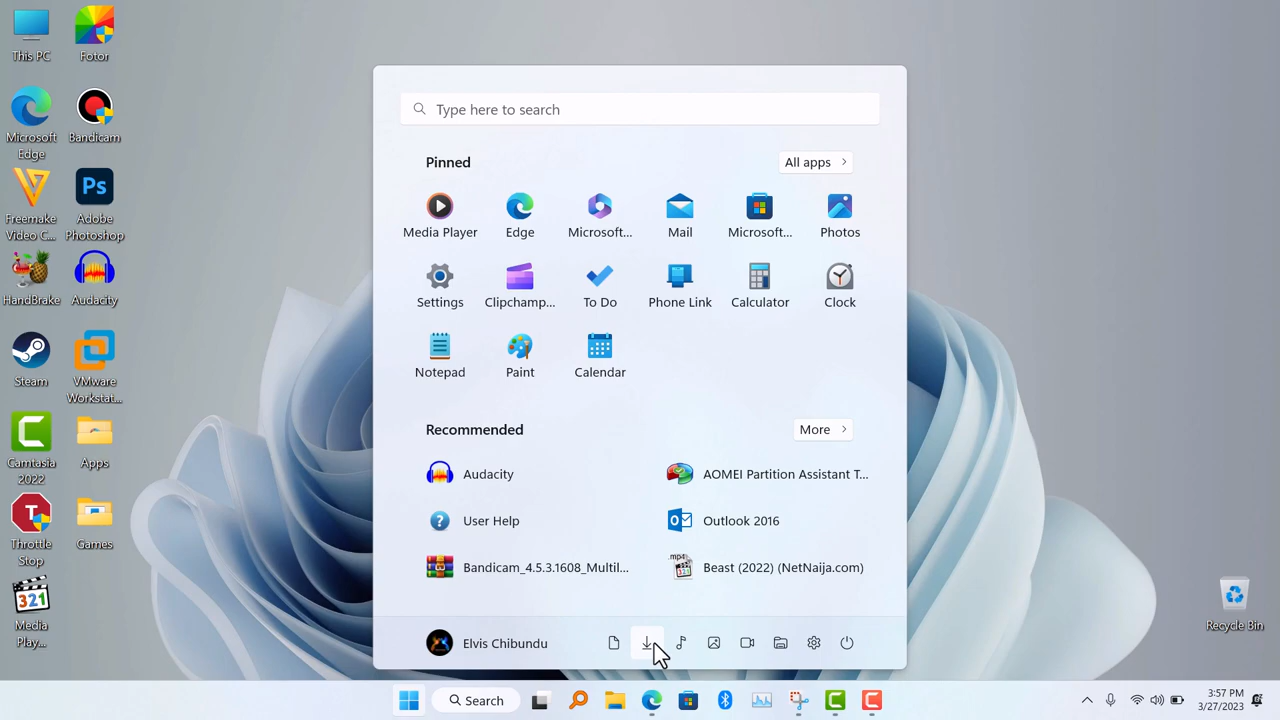 This PC
Fotor
Microsoft
Edge
Bandicam
Freemake
Video C...
Adobe
Photoshop
HandBrake
Audacity
Steam
VMware
Workstat...
Camtasia
2022
Apps
Throttle
Stop
Games
321
Media
Play...
Ps
T
Type here to search
Pinned
All apps
Media Player
Edge
Microsoft...
Mail
Microsoft...
Photos
Settings
Clipchamp...
To Do
Phone Link
Calculator
Clock
Notepad
Paint
Calendar
Recommended
More
Audacity
AOMEI Partition Assistant T...
User Help
Outlook 2016
Bandicam_4.5.3.1608_Multil...
.mp4
321
Beast (2022) (NetNaija.com)
Elvis Chibundu
Recycle Bin
Search
3:57 PM
3/27/2023